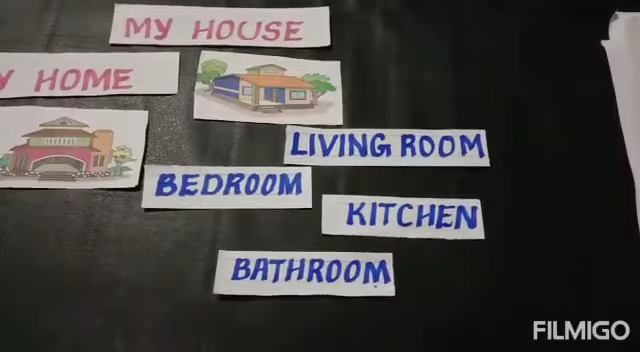 MY HOUSE
Y HOME
LIVING ROOM
BEDROOM
KITCHEN
BATHROOM
FILMIGO